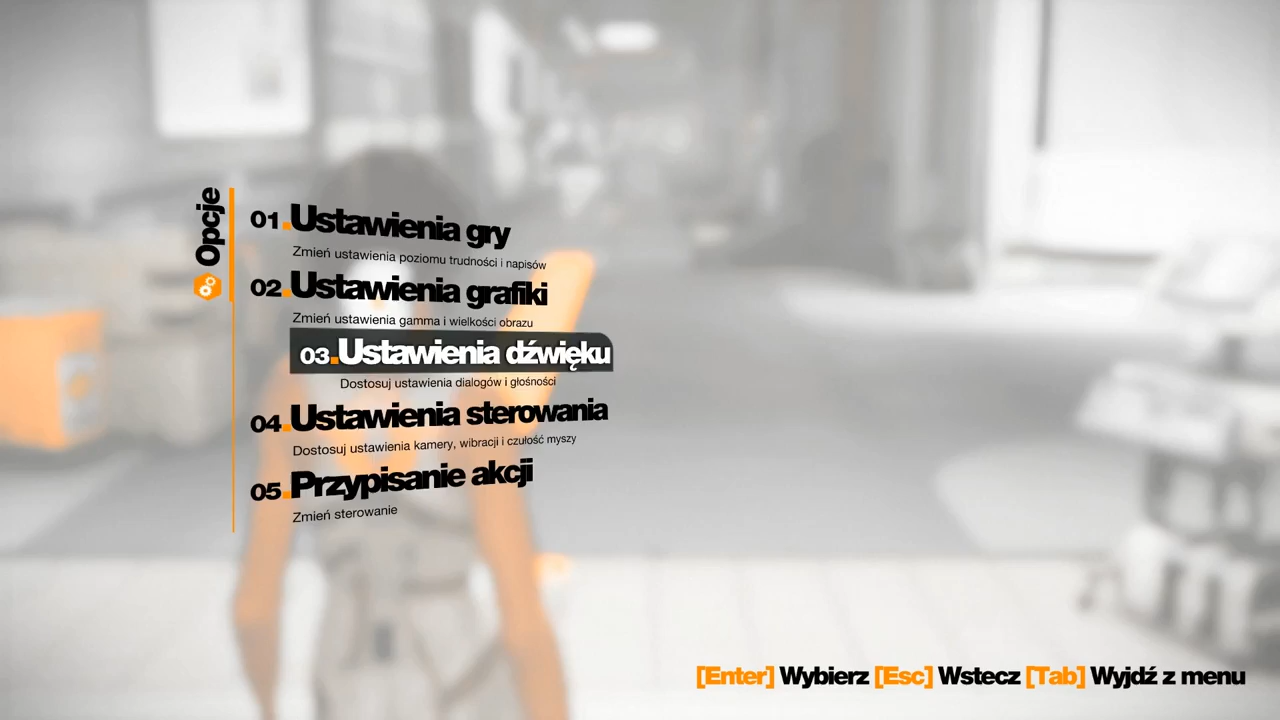 Opcje
01.Ustawienia gry
Zmień ustawienia poziomu trudności i napisów
02.Ustawienia grafiki
Zmień ustawienia gamma i wielkości obrazu
03.Ustawienia dźwięku
Dostosuj ustawienia dialogów i głośności
04.Ustawienia sterowania
Dostosuj ustawienia kamery, wibracji i czułość myszy
05.Przypisanie akcji
Zmień sterowanie
[Enter] Wybierz [Esc] Wstecz [Tab] Wyjdź z menu